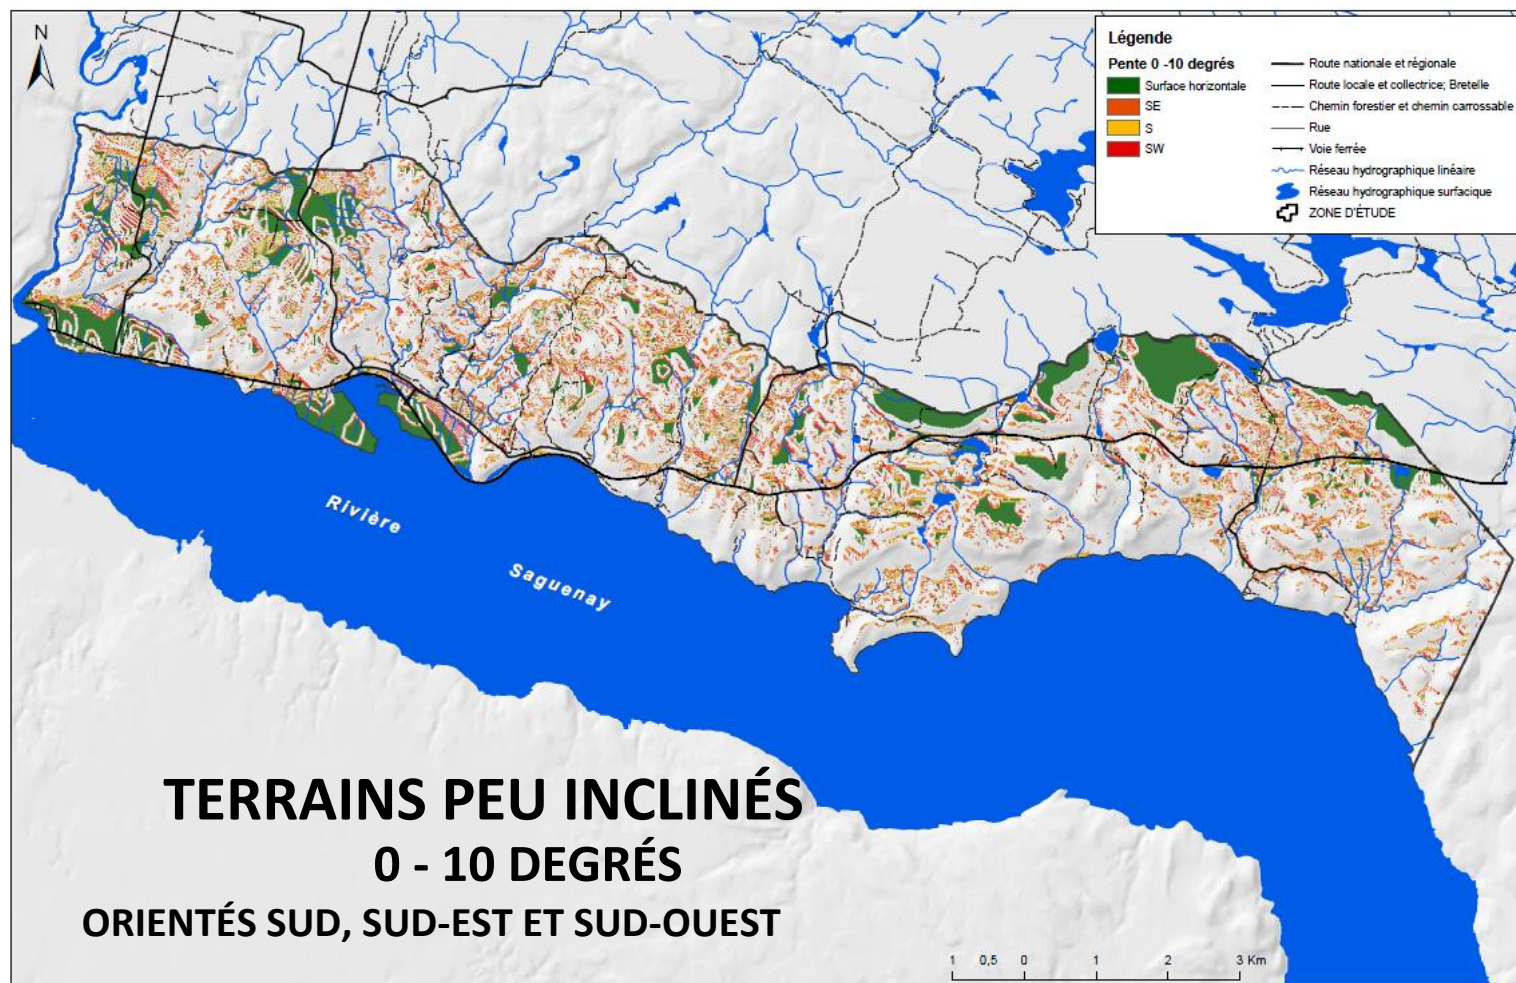 N
Légende
Pente 0 -10 degrés
Surface horizontale
SE
S
SW
Route nationale et régionale
Route locale et collectrice; Bretelle
Chemin forestier et chemin carrossable
Rue
Voie ferrée
Réseau hydrographique linéaire
Réseau hydrographique surfacique
ZONE D'ÉTUDE
Rivière
Saguenay
TERRAINS PEU INCLINÉS
0 - 10 DEGRÉS
ORIENTÉS SUD, SUD-EST ET SUD-OUEST
1 0,5 0 1 2 3 Km